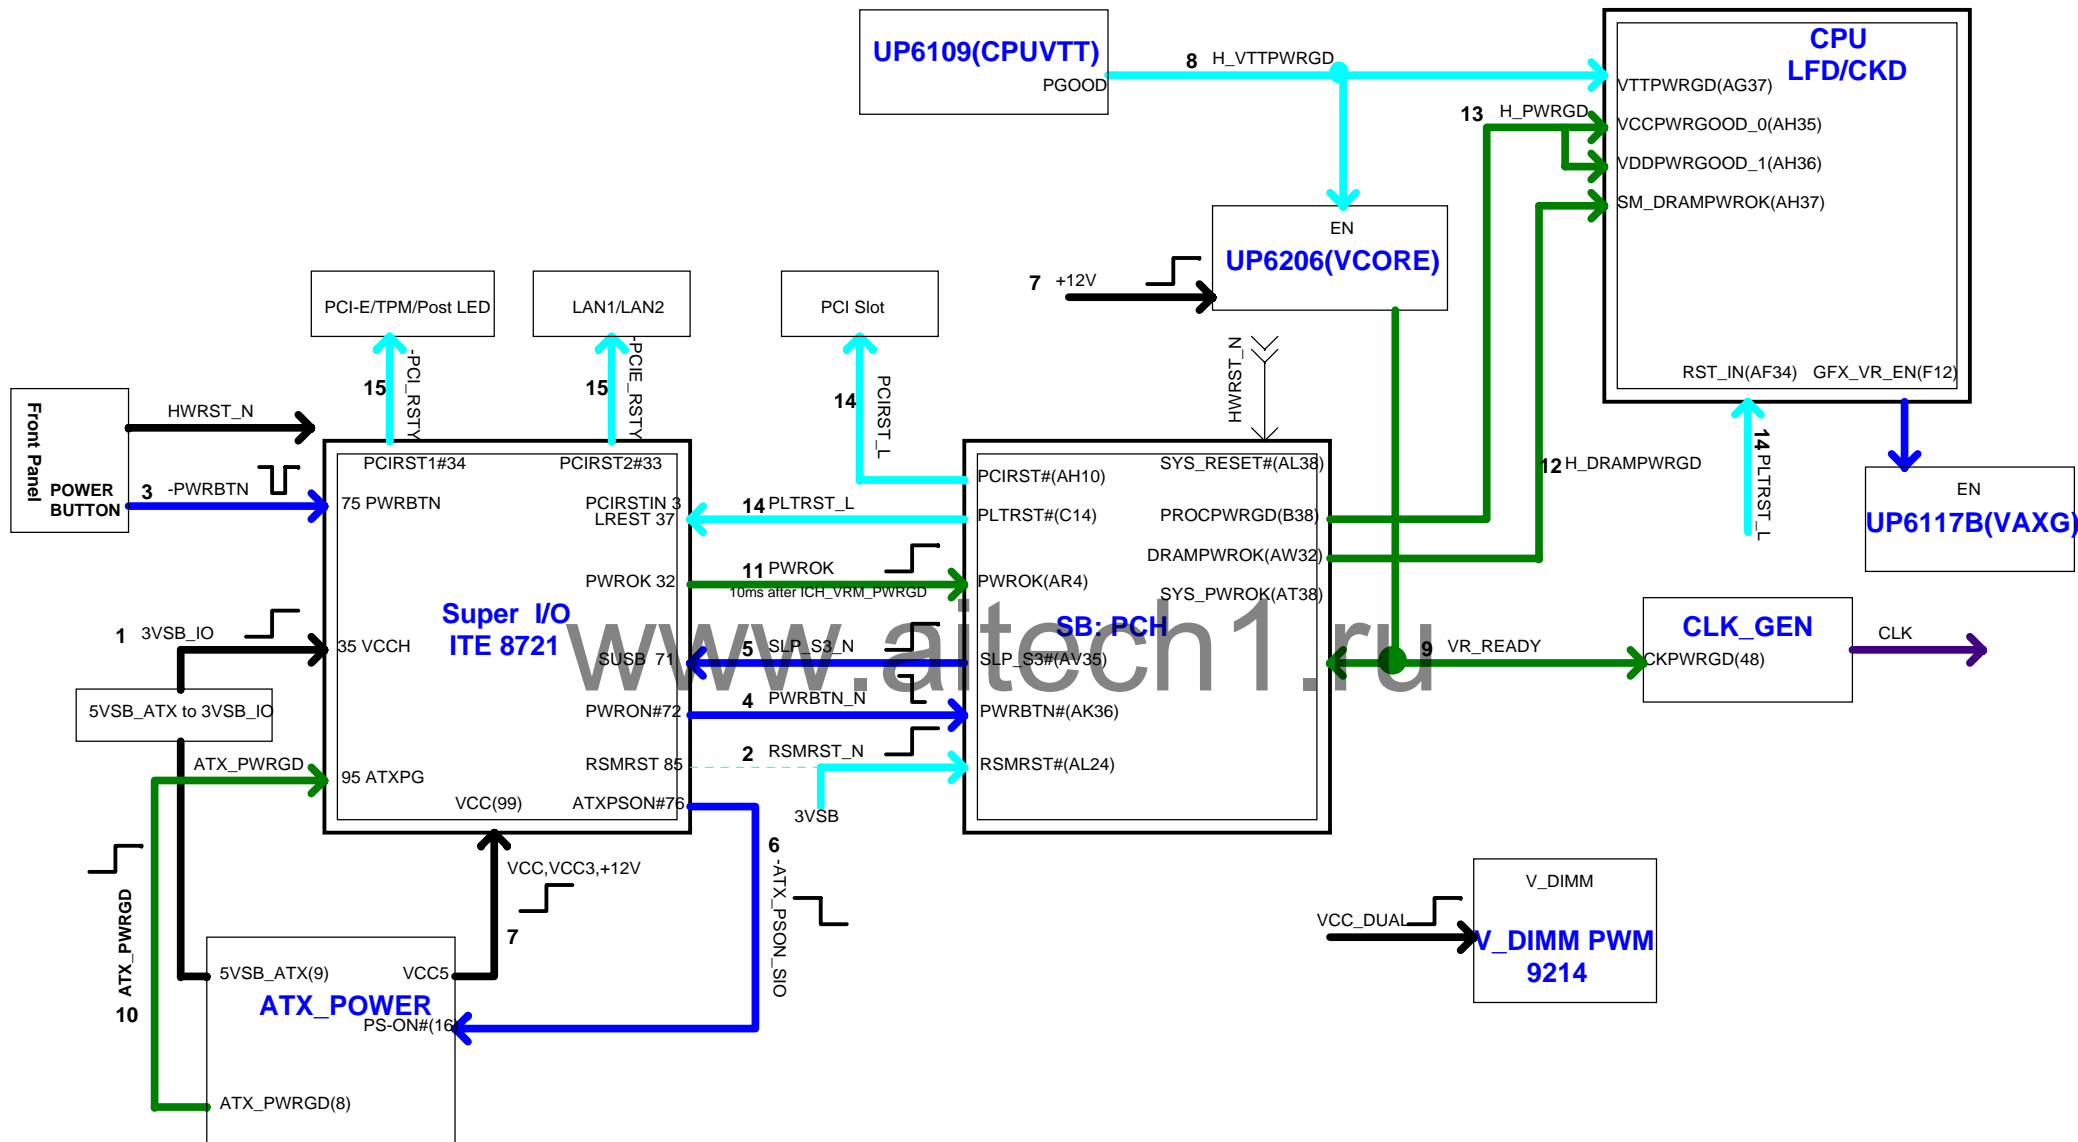 UP6109(CPUVTT)
PGOOD
8 H_VTTPWRGD
CPU
LFD/CKD
VTTPWRGD(AG37)
13 H_PWRGD
VCCPWRGOOD_0(AH35)
VDDPWRGOOD_1(AH36)
SM_DRAMPWROK(AH37)
RST_IN(AF34) GFX_VR_EN(F12)
EN
UP6206(VCORE)
7 +12V
PCI-E/TPM/Post LED
LAN1/LAN2
PCI Slot
15 -PCI_RSTY
15 -PCIE_RSTY
14 PCIRST_L
HWRST_N
14 PLTRST_L
12 H_DRAMPWRGD
EN
UP6117B(VAXG)
Front Panel
HWRST_N
POWER
BUTTON
3 -PWRBTN
PCIRST1#34
PCIRST2#33
75 PWRBTN
PCIRSTIN 3
LREST 37
PWROK 32
Super I/O
ITE 8721
35 VCCH
SUSB 71
PWRON#72
RSMRST 85
95 ATXPG
VCC(99)
ATXPSON#76
14 PLTRST_L
11 PWROK
10ms after ICH_VRM_PWRGD
5 SLP_S3_N
4 PWRBTN_N
2 RSMRST_N
3VSB
SYS_RESET#(AL38)
PCIRST#(AH10)
PLTRST#(C14)
PROCPWRGD(B38)
DRAMPWROK(AW32)
PWROK(AR4)
SYS_PWROK(AT38)
SB: PCH
SLP_S3#(AV35)
PWRBTN#(AK36)
RSMRST#(AL24)
9 VR_READY
CLK_GEN
CKPWRGD(48)
CLK
www.aitech1.ru
1 3VSB_IO
5VSB_ATX to 3VSB_IO
ATX_PWRGD
10 ATX_PWRGD
VCC,VCC3,+12V
7
6 -ATX_PSON_SIO
5VSB_ATX(9)
VCC5
ATX_POWER
PS-ON#(16)
ATX_PWRGD(8)
VCC_DUAL
V_DIMM
V_DIMM PWM
9214